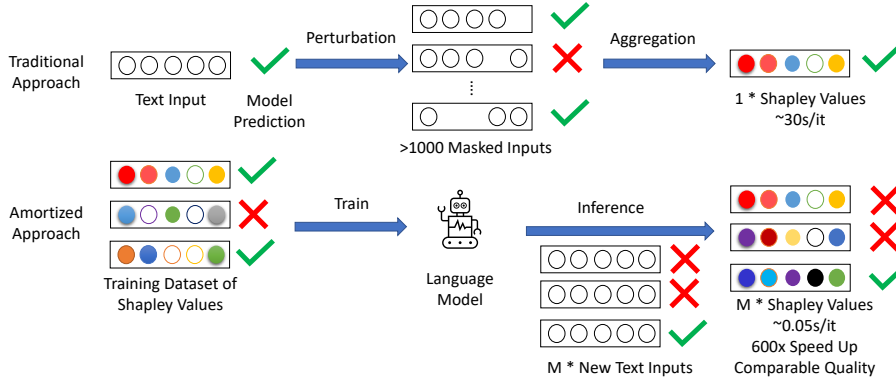 Traditional
Approach
Text Input
Model
Prediction
Perturbation
>1000 Masked Inputs
Aggregation
1 * Shapley Values
~30s/it
Amortized
Approach
Training Dataset of
Shapley Values
Train
Language
Model
Inference
M * New Text Inputs
M * Shapley Values
~0.05s/it
600x Speed Up
Comparable Quality